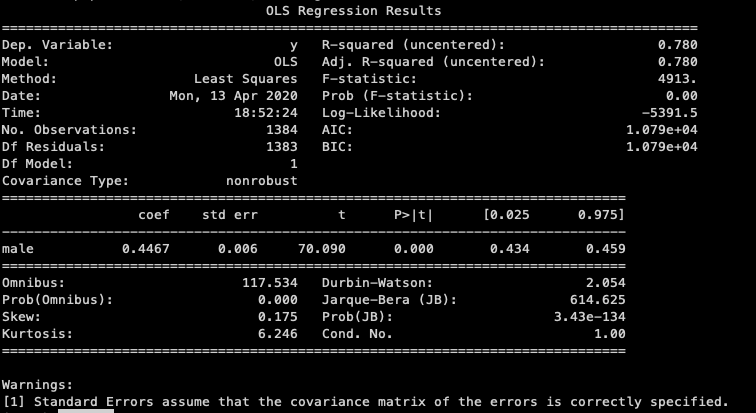 OLS Regression Results
==============================================================================
Dep. Variable: y R-squared (uncentered): 0.780
Model: OLS Adj. R-squared (uncentered): 0.780
Method: Least Squares F-statistic: 4913.
Date: Mon, 13 Apr 2020 Prob (F-statistic): 0.00
Time: 18:52:24 Log-Likelihood: -5391.5
No. Observations: 1384 AIC: 1.079e+04
Df Residuals: 1383 BIC: 1.079e+04
Df Model: 1
Covariance Type: nonrobust
==============================================================================
coef std err t P>|t| [0.025 0.975]
------------------------------------------------------------------------------
male 0.4467 0.006 70.090 0.000 0.434 0.459
==============================================================================
Omnibus: 117.534 Durbin-Watson: 2.054
Prob(Omnibus): 0.000 Jarque-Bera (JB): 614.625
Skew: 0.175 Prob(JB): 3.43e-134
Kurtosis: 6.246 Cond. No. 1.00
==============================================================================
Warnings:
[1] Standard Errors assume that the covariance matrix of the errors is correctly specified.